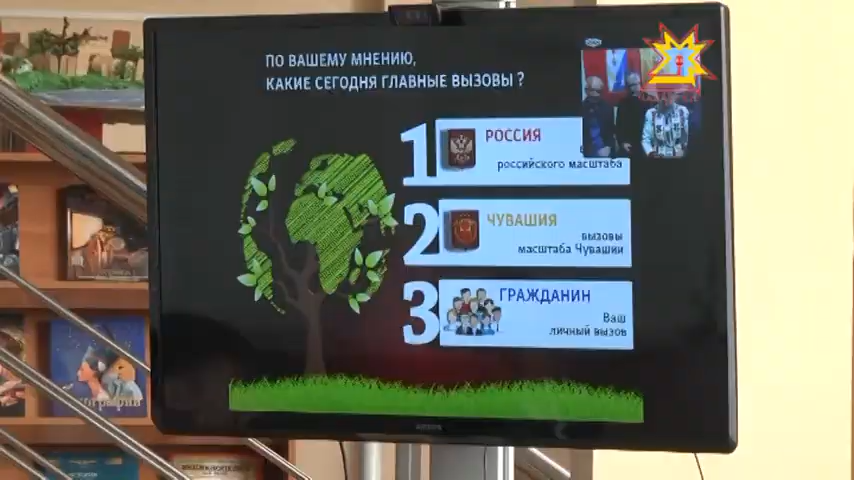 ПО ВАШЕМУ МНЕНИЮ,
КАКИЕ СЕГОДНЯ ГЛАВНЫЕ ВЫЗОВЫ?
1
РОССИЯ
российского масштаба
2
ЧУВАШИЯ
вызовы
масштаба Чувашии
3
ГРАЖДАНИН
Ваш
личный вызов